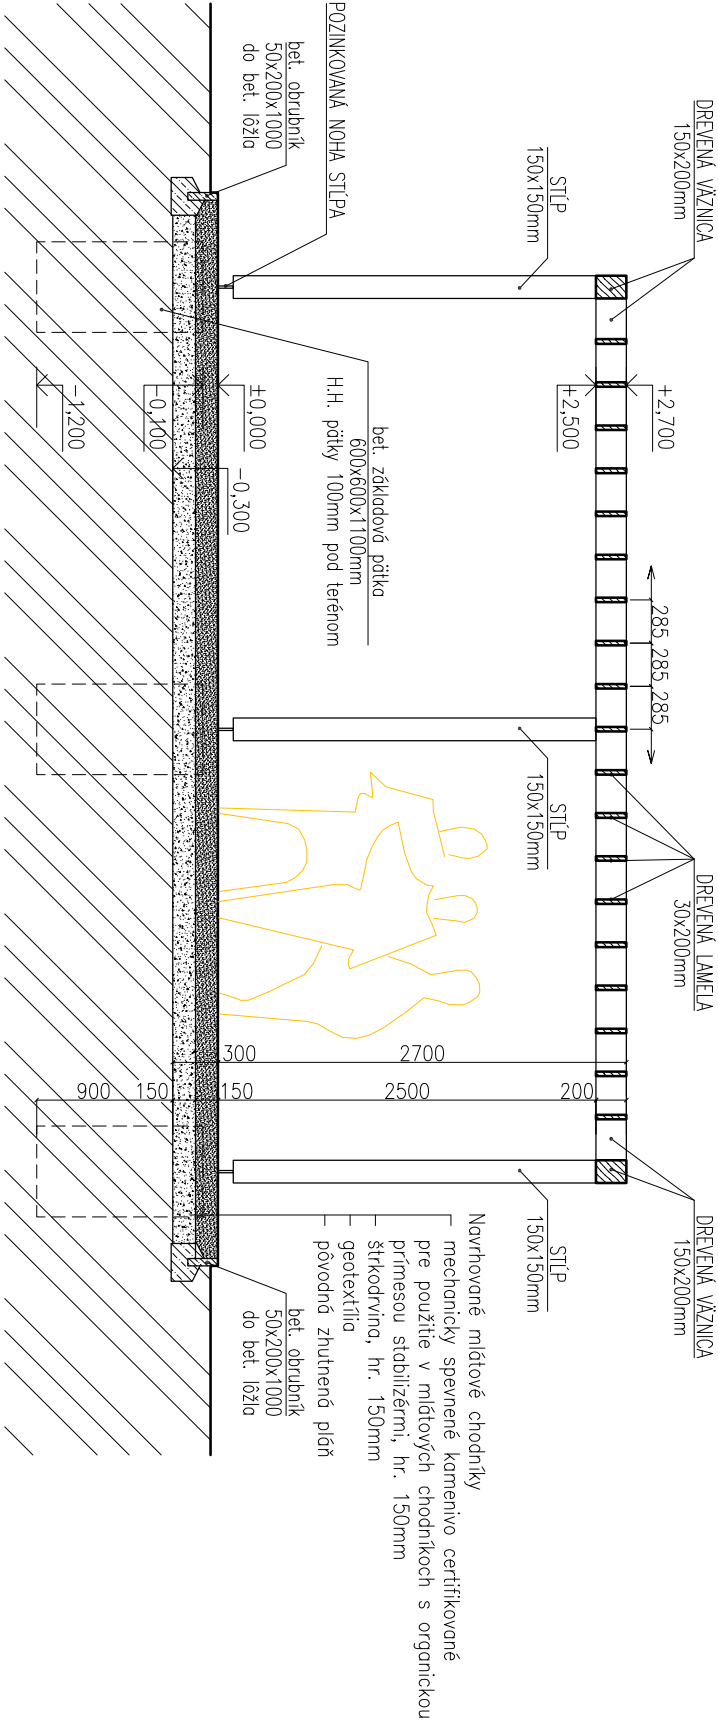 DREVENÁ VÄZNICA
150x200mm
DREVENÁ LAMELA
30x200mm
DREVENÁ VÄZNICA
150x200mm
+2,700
+2,500
285 285 285
STĹP
150x150mm
STĹP
150x150mm
STĹP
150x150mm
POZINKOVANÁ NOHA STĹPA
bet. obrubník
50x200x1000
do bet. lôžla
±0,000
-0,100
-0,300
-1,200
bet. základová pätka
600x600x1100mm
H.H. pätky 100mm pod terénom
300
2700
900
150
150
2500
200
Navrhované mlátové chodníky
mechanicky spevnené kamenivo certifikované
pre použitie v mlátových chodníkoch s organickou
prímesou stabilizérmi, hr. 150mm
štrkodrvina, hr. 150mm
geotextília
pôvodná zhutnená pláň
bet. obrubník
50x200x1000
do bet. lôžla